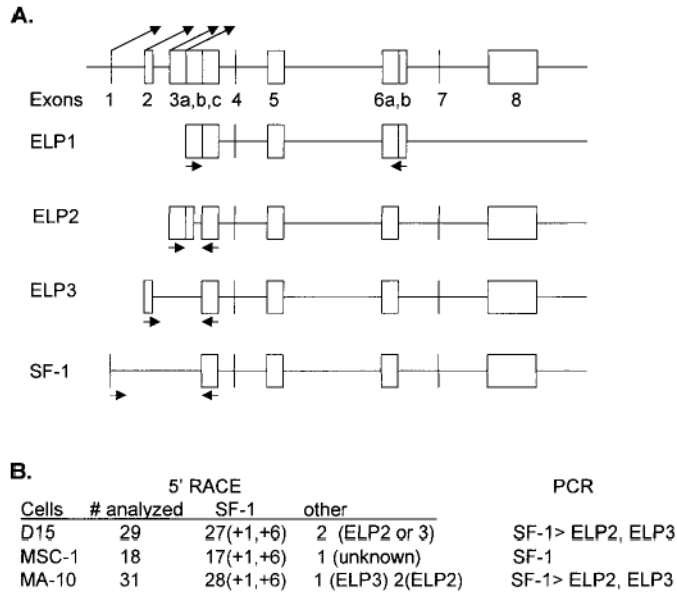 A.
Exons 1 2 3a,b,c 4 5 6a,b 7 8
ELP1
ELP2
ELP3
SF-1
B.
5' RACE PCR
Cells # analyzed SF-1 other
D15 29 27(+1,+6) 2 (ELP2 or 3) SF-1> ELP2, ELP3
MSC-1 18 17(+1,+6) 1 (unknown) SF-1
MA-10 31 28(+1,+6) 1 (ELP3) 2(ELP2) SF-1> ELP2, ELP3